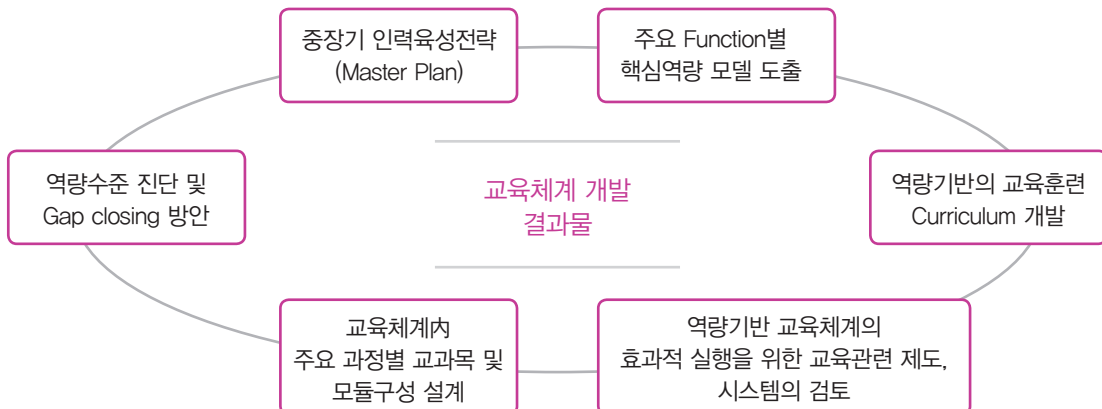 중장기 인력육성전략
(Master Plan)
주요 Function별
핵심역량 모델 도출
역량수준 진단 및
Gap closing 방안
교육체계 개발
결과물
역량기반의 교육훈련
Curriculum 개발
교육체계內
주요 과정별 교과목 및
모듈구성 설계
역량기반 교육체계의
효과적 실행을 위한 교육관련 제도,
시스템의 검토